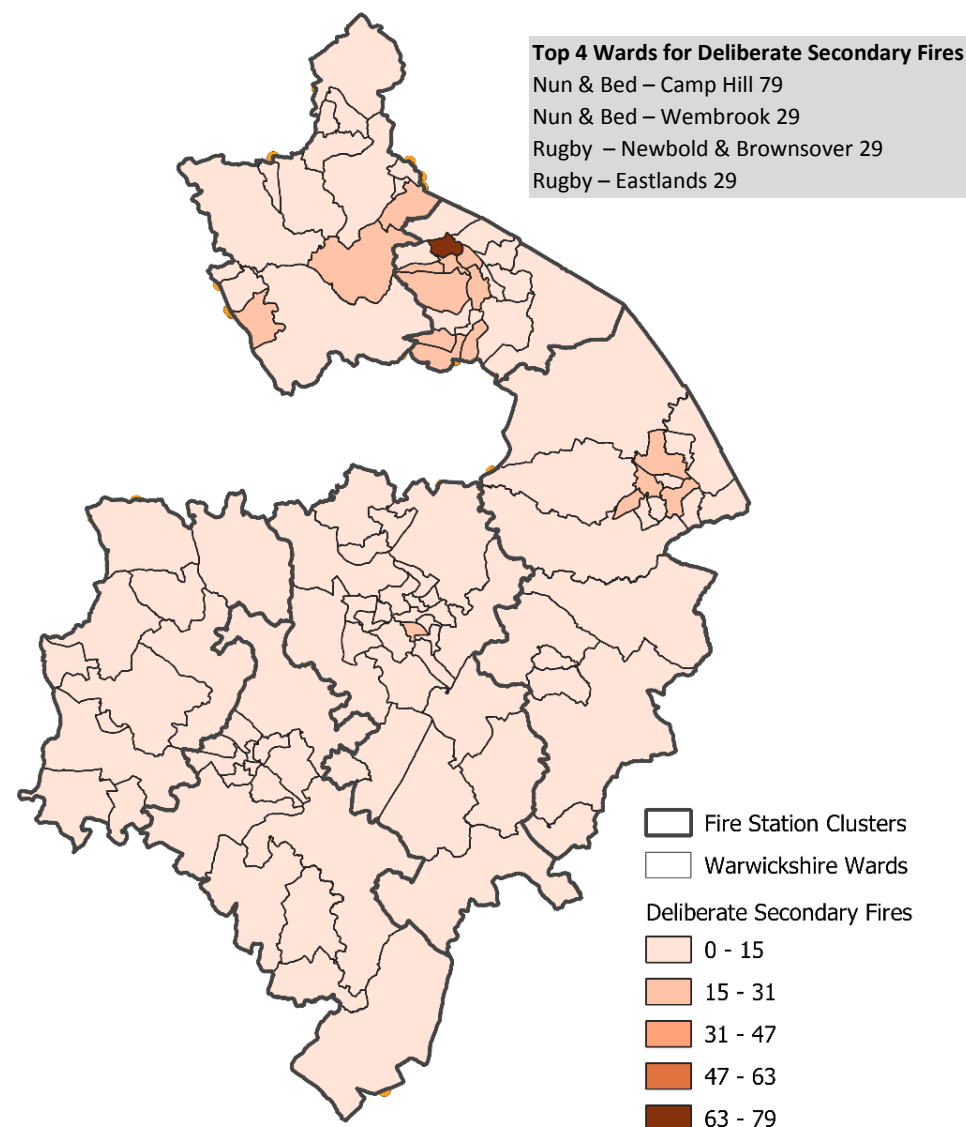 Top 4 Wards for Deliberate Secondary Fires
Nun & Bed – Camp Hill 79
Nun & Bed – Wembrook 29
Rugby – Newbold & Brownsover 29
Rugby – Eastlands 29
Fire Station Clusters
Warwickshire Wards
Deliberate Secondary Fires
0 - 15
15 - 31
31 - 47
47 - 63
63 - 79